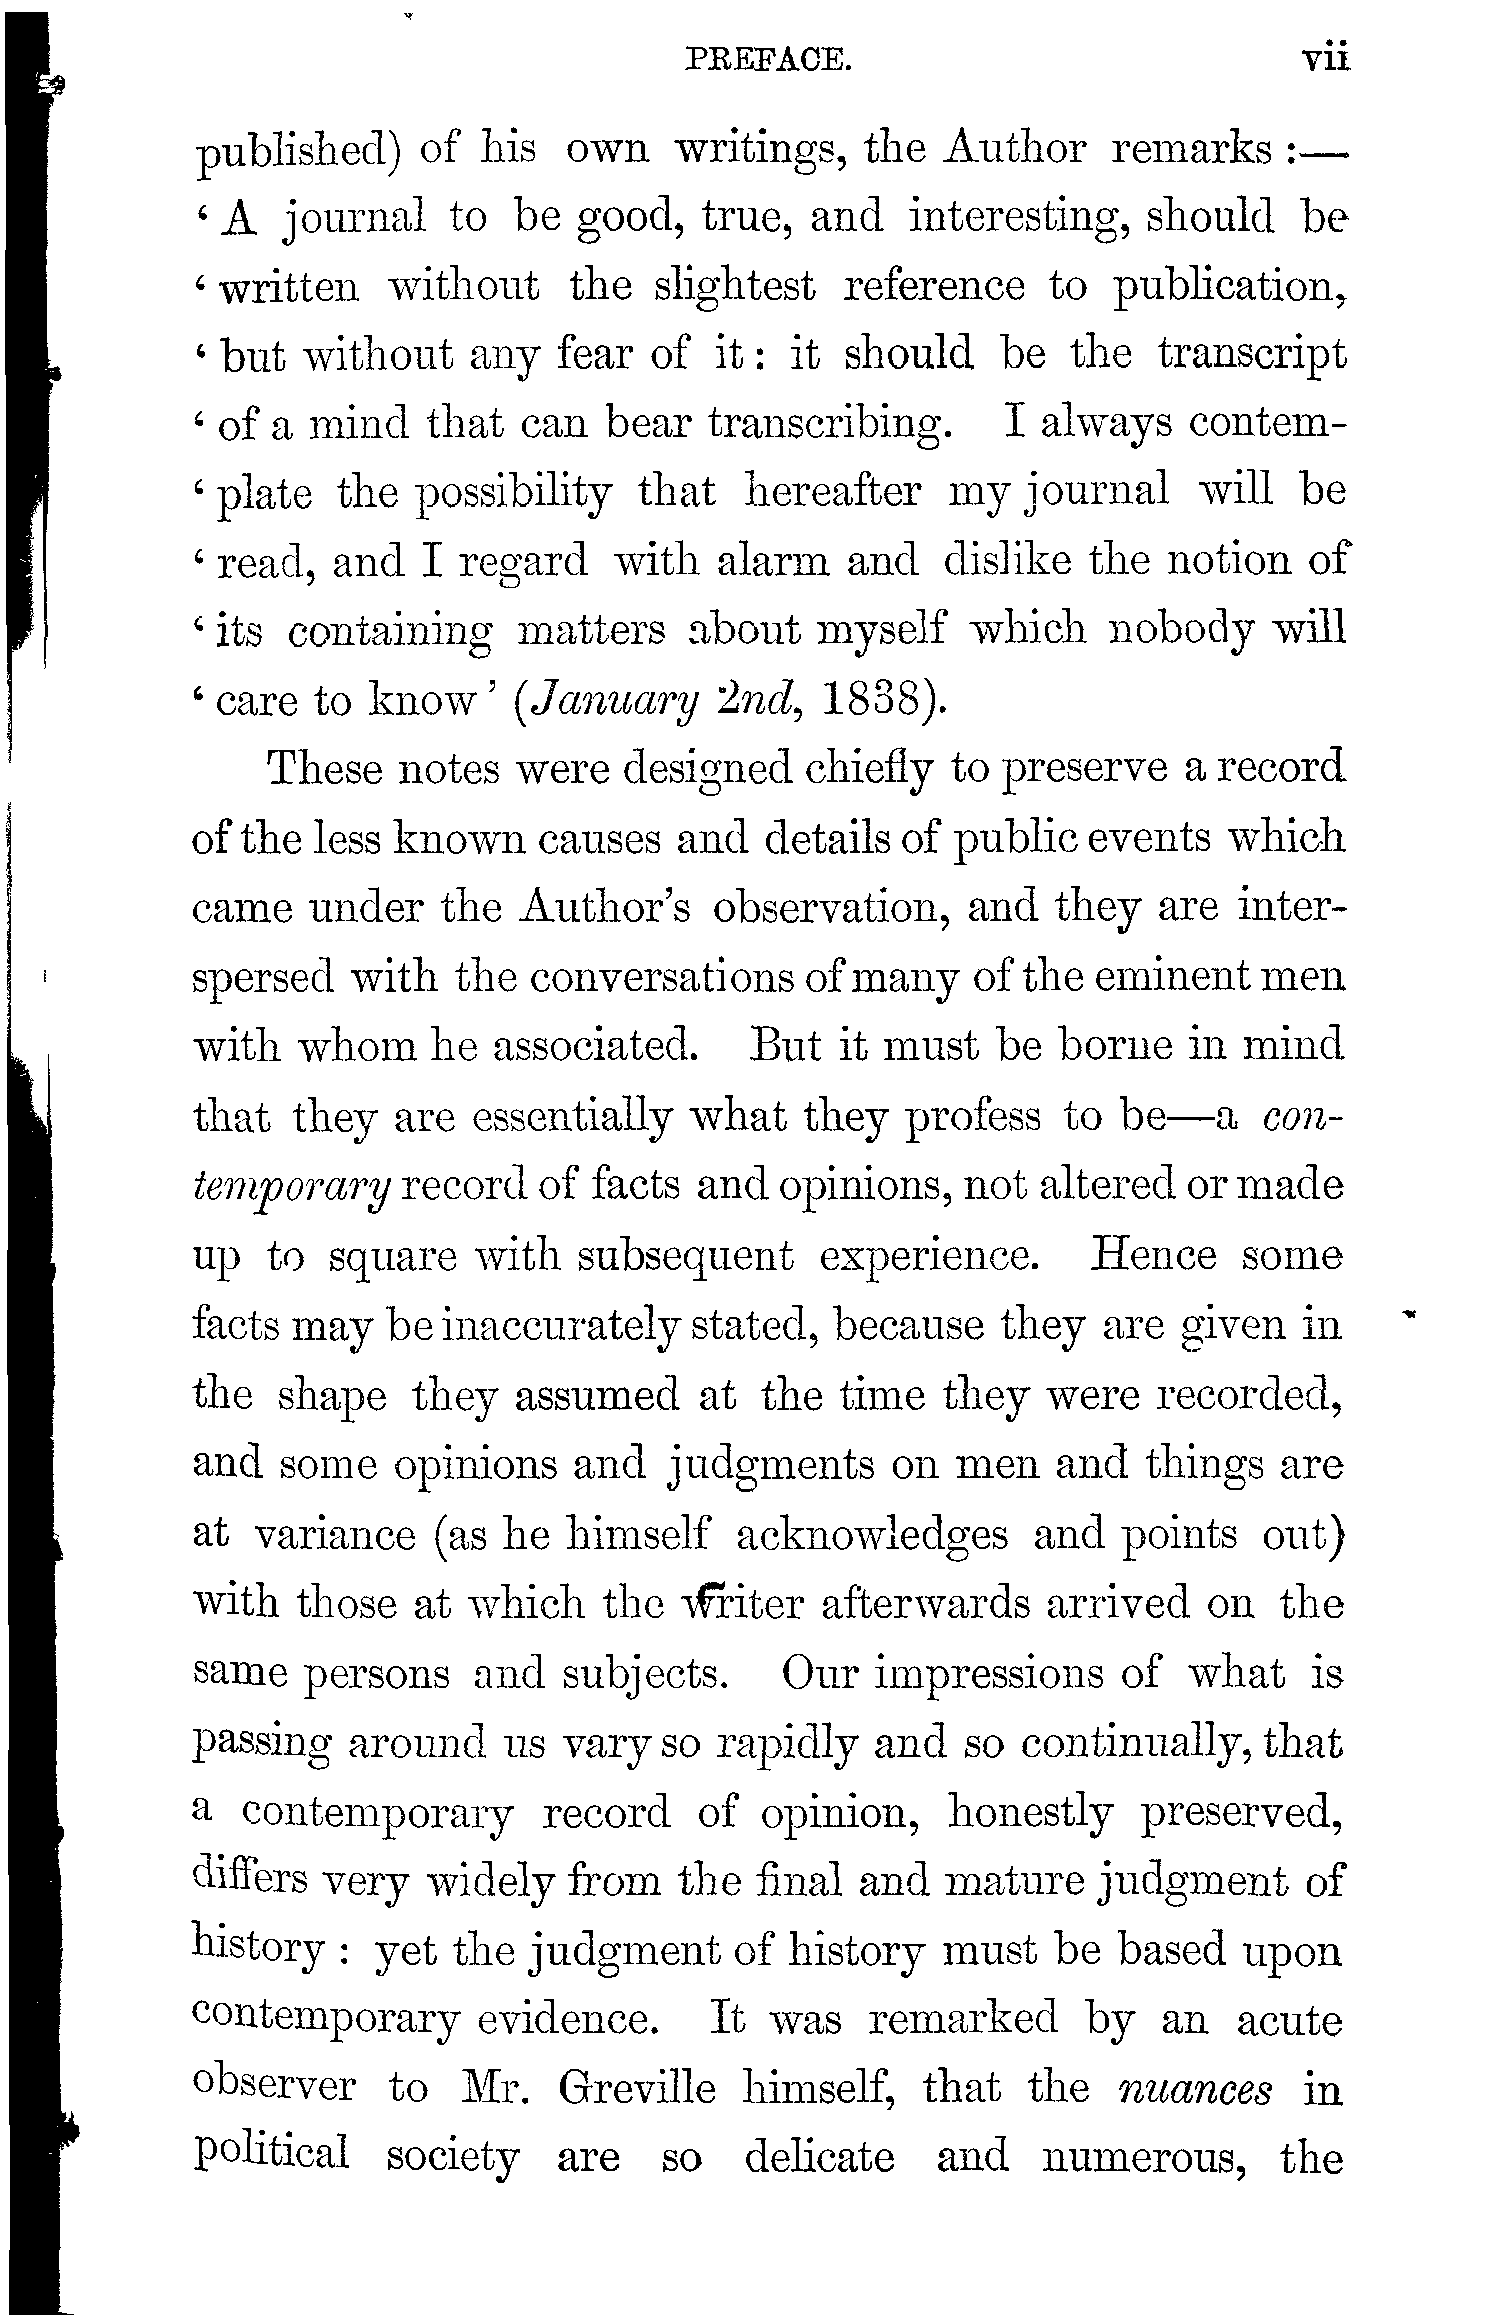 PREFACE. vii
published) of his own writings, the Author remarks :—
‘ A journal to be good, true, and interesting, should be
‘ written without the slightest reference to publication,
‘ but without any fear of it : it should be the transcript
‘ of a mind that can bear transcribing. I always contem-
‘ plate the possibility that hereafter my journal will be
‘ read, and I regard with alarm and dislike the notion of
‘ its containing matters about myself which nobody will
‘ care to know ’ (January 2nd, 1838).
These notes were designed chiefly to preserve a record
of the less known causes and details of public events which
came under the Author’s observation, and they are inter-
spersed with the conversations of many of the eminent men
with whom he associated. But it must be borne in mind
that they are essentially what they profess to be—a con-
temporary record of facts and opinions, not altered or made
up to square with subsequent experience. Hence some
facts may be inaccurately stated, because they are given in
the shape they assumed at the time they were recorded,
and some opinions and judgments on men and things are
at variance (as he himself acknowledges and points out)
with those at which the writer afterwards arrived on the
same persons and subjects. Our impressions of what is
passing around us vary so rapidly and so continually, that
a contemporary record of opinion, honestly preserved,
differs very widely from the final and mature judgment of
history : yet the judgment of history must be based upon
contemporary evidence. It was remarked by an acute
observer to Mr. Greville himself, that the nuances in
political society are so delicate and numerous, the